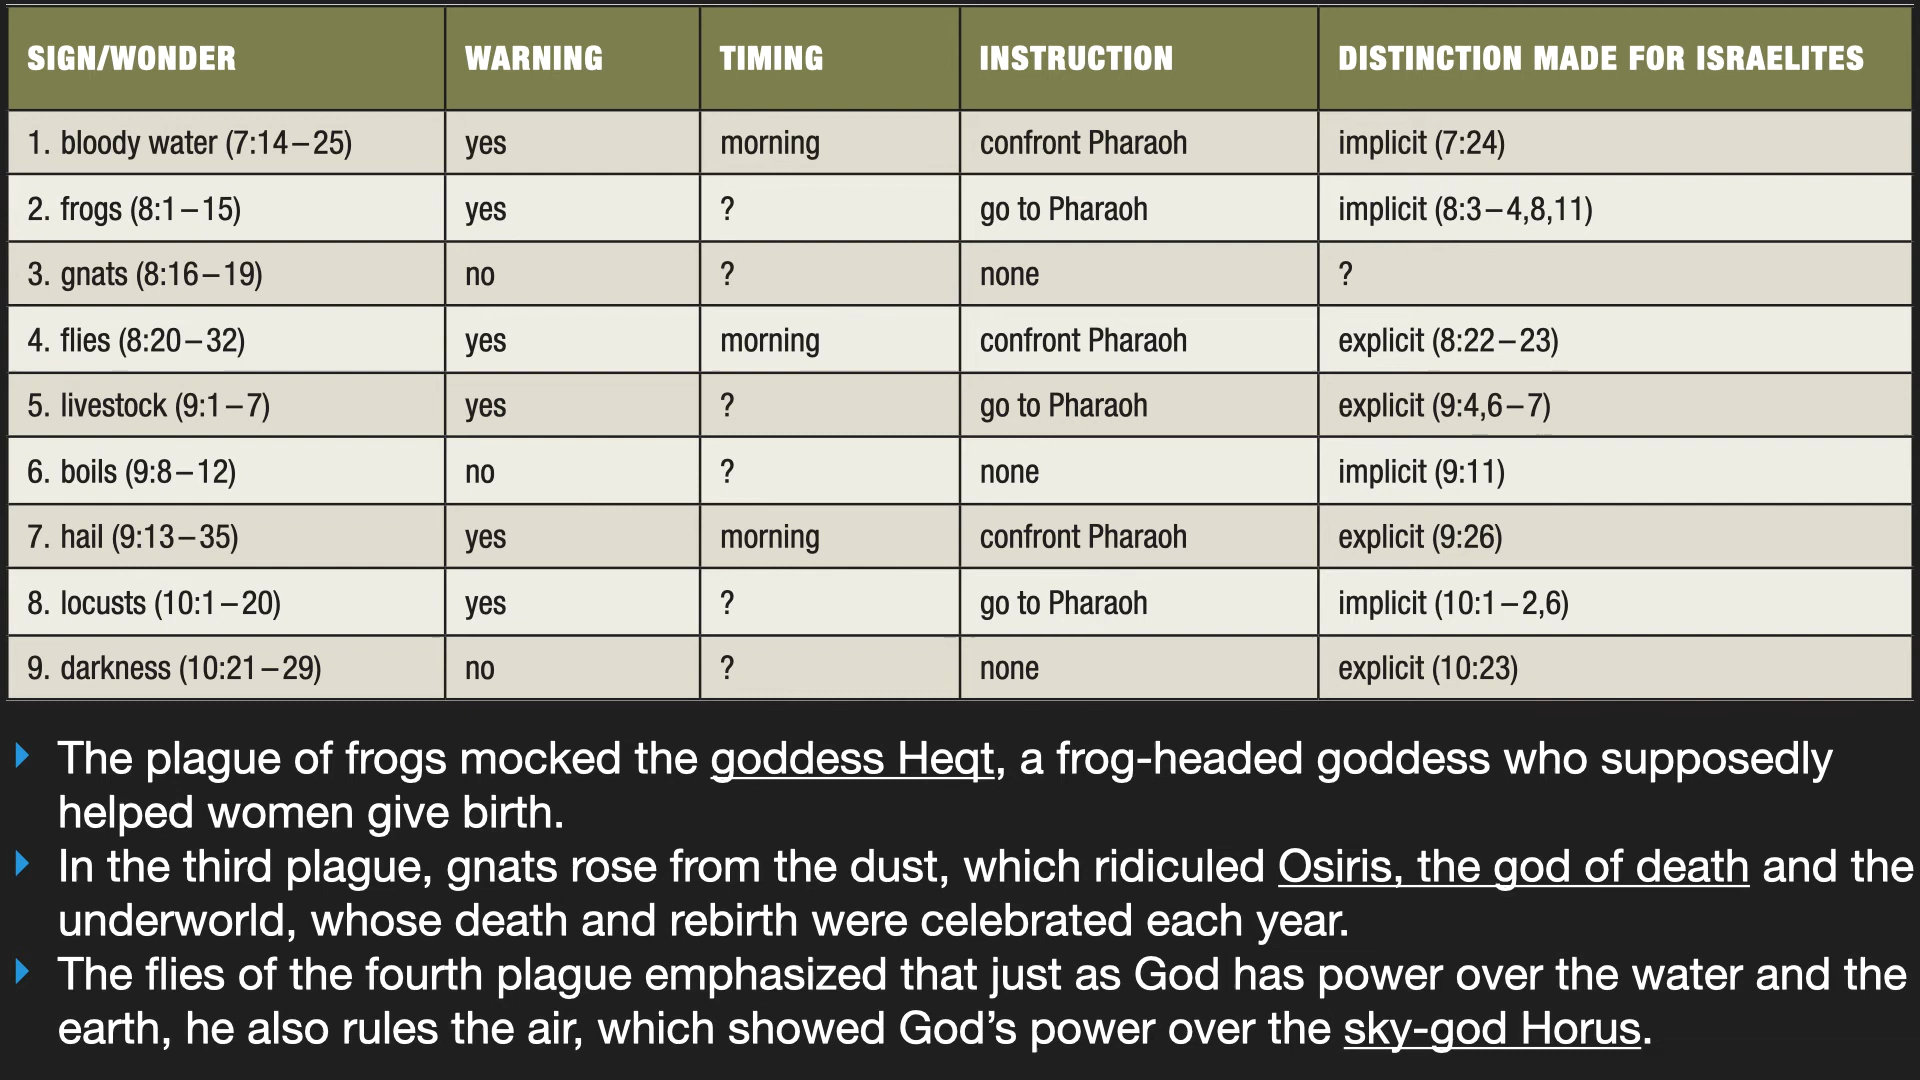 SIGN/WONDER WARNING TIMING INSTRUCTION DISTINCTION MADE FOR ISRAELITES
1. bloody water (7:14–25) yes morning confront Pharaoh implicit (7:24)
2. frogs (8:1–15) yes ? go to Pharaoh implicit (8:3–4,8,11)
3. gnats (8:16–19) no ? none ?
4. flies (8:20–32) yes morning confront Pharaoh explicit (8:22–23)
5. livestock (9:1–7) yes ? go to Pharaoh explicit (9:4,6–7)
6. boils (9:8–12) no ? none implicit (9:11)
7. hail (9:13–35) yes morning confront Pharaoh explicit (9:26)
8. locusts (10:1–20) yes ? go to Pharaoh implicit (10:1–2,6)
9. darkness (10:21–29) no ? none explicit (10:23)
The plague of frogs mocked the goddess Heqt, a frog-headed goddess who supposedly
helped women give birth.
In the third plague, gnats rose from the dust, which ridiculed Osiris, the god of death and the
underworld, whose death and rebirth were celebrated each year.
The flies of the fourth plague emphasized that just as God has power over the water and the
earth, he also rules the air, which showed God’s power over the sky-god Horus.